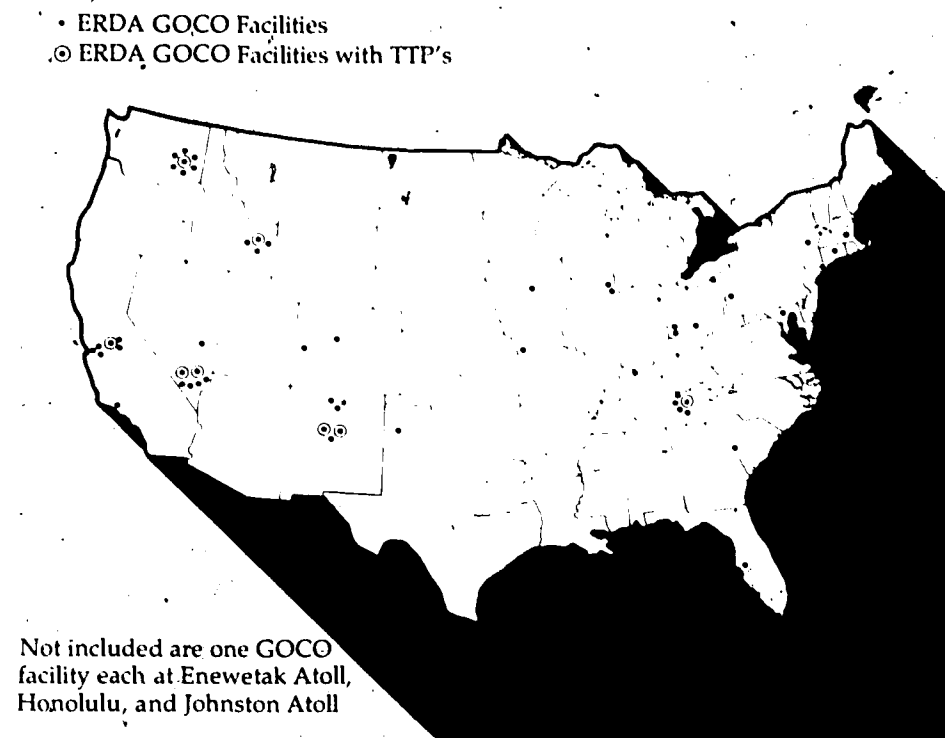 • ERDA GOCO Facilities
⊙ ERDA GOCO Facilities with TTP's
Not included are one GOCO
facility each at Enewetak Atoll,
Honolulu, and Johnston Atoll